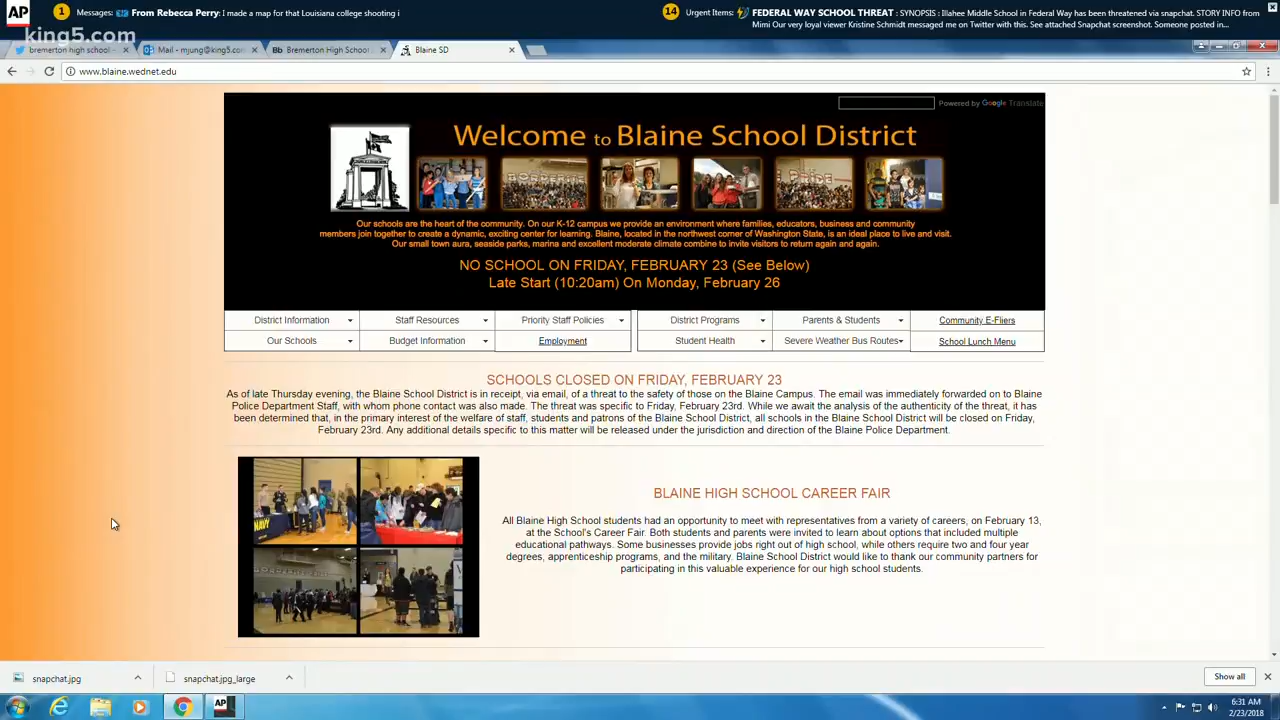 AP
1 Messages: From Rebecca Perry: I made a map for that Louisiana college shooting i
14 Urgent Items: FEDERAL WAY SCHOOL THREAT : SYNOPSIS : Illahee Middle School in Federal Way has been threatened via snapchat. STORY INFO from
Mimi Our very loyal viewer Kristine Schmidt messaged me on Twitter with this. See attached Snapchat screenshot. Someone posted in...
king5.com
bremerton high school -
Mail - mjung@king5.com
Bb Bremerton High School
Blaine SD
www.blaine.wednet.edu
Powered by Google Translate
Welcome to Blaine School District
BORDERITE
PRIDE
Our schools are the heart of the community. On our K-12 campus we provide an environment where families, educators, business and community
members join together to create a dynamic, exciting center for learning. Blaine, located in the northwest corner of Washington State, is an ideal place to live and visit.
Our small town aura, seaside parks, marina and excellent moderate climate combine to invite visitors to return again and again.
NO SCHOOL ON FRIDAY, FEBRUARY 23 (See Below)
Late Start (10:20am) On Monday, February 26
District Information Staff Resources Priority Staff Policies District Programs Parents & Students Community E-Fliers
Our Schools Budget Information Employment Student Health Severe Weather Bus Routes School Lunch Menu
SCHOOLS CLOSED ON FRIDAY, FEBRUARY 23
As of late Thursday evening, the Blaine School District is in receipt, via email, of a threat to the safety of those on the Blaine Campus. The email was immediately forwarded on to Blaine
Police Department Staff, with whom phone contact was also made. The threat was specific to Friday, February 23rd. While we await the analysis of the authenticity of the threat, it has
been determined that, in the primary interest of the welfare of staff, students and patrons of the Blaine School District, all schools in the Blaine School District will be closed on Friday,
February 23rd. Any additional details specific to this matter will be released under the jurisdiction and direction of the Blaine Police Department.
NAVY
BLAINE HIGH SCHOOL CAREER FAIR
All Blaine High School students had an opportunity to meet with representatives from a variety of careers, on February 13,
at the School's Career Fair. Both students and parents were invited to learn about options that included multiple
educational pathways. Some businesses provide jobs right out of high school, while others require two and four year
degrees, apprenticeship programs, and the military. Blaine School District would like to thank our community partners for
participating in this valuable experience for our high school students.
snapchat.jpg
snapchat.jpg_large
Show all
AP
6:31 AM
2/23/2018